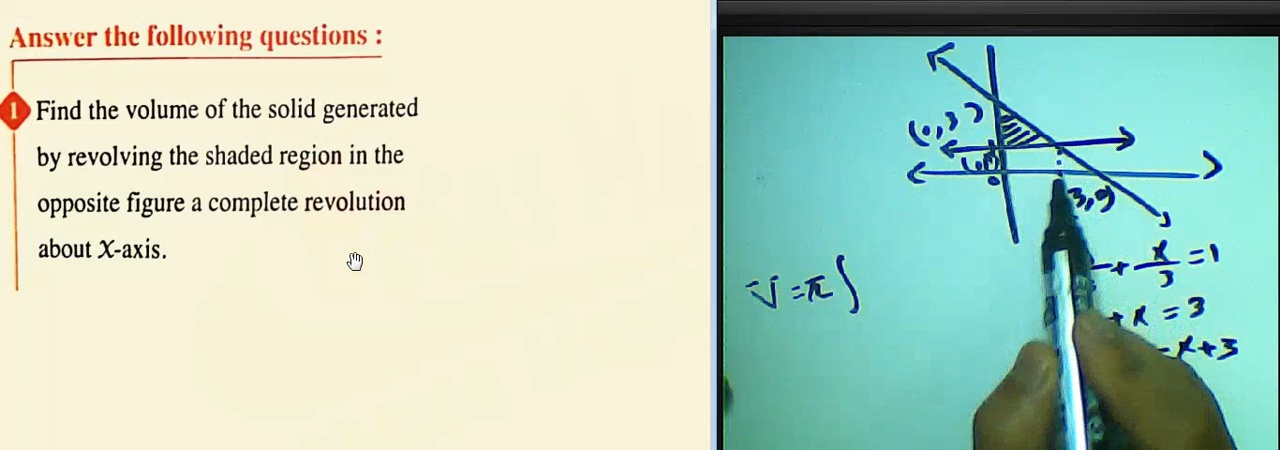 Answer the following questions :
1 Find the volume of the solid generated
by revolving the shaded region in the
opposite figure a complete revolution
about X-axis.
(0,3)
3,0)
+ x/3 = 1
V = π∫
+ x = 3
- x + 3